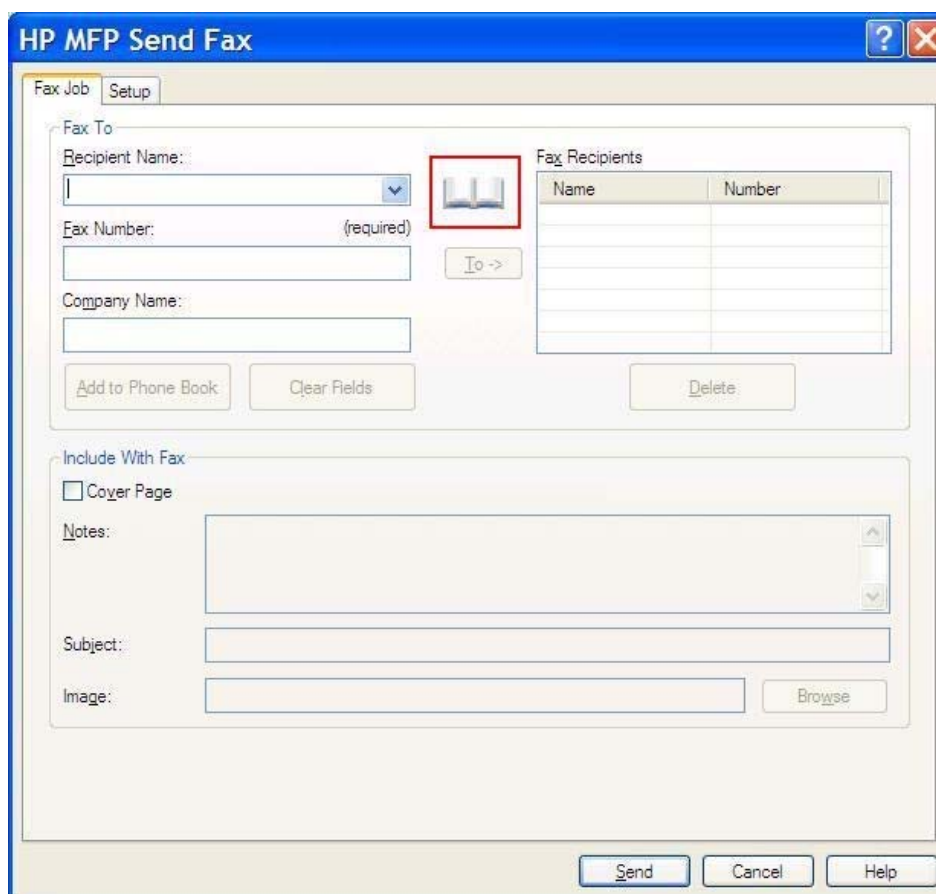 HP MFP Send Fax
?
Fax Job Setup
Fax To
Recipient Name:
Fax Recipients
Name Number
Fax Number: (required)
To ->
Company Name:
Add to Phone Book Clear Fields Delete
Include With Fax
Cover Page
Notes:
Subject:
Image: Browse
Send Cancel Help